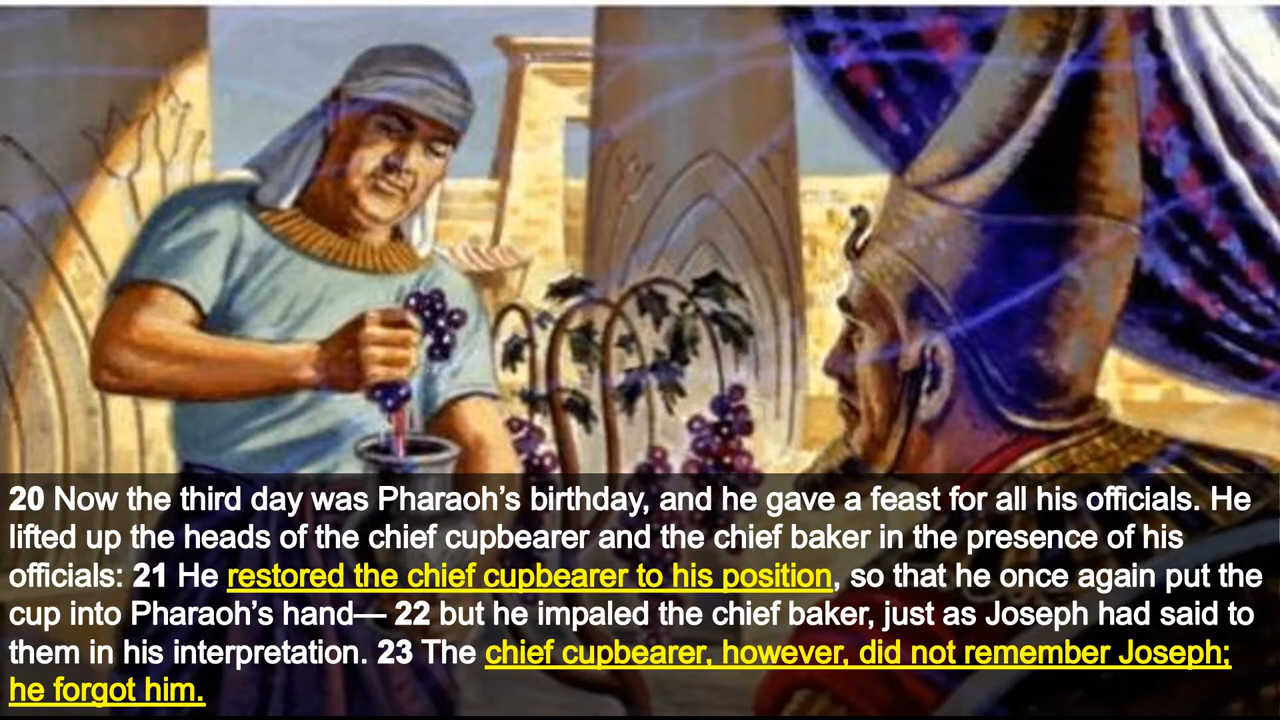 20 Now the third day was Pharaoh’s birthday, and he gave a feast for all his officials. He
lifted up the heads of the chief cupbearer and the chief baker in the presence of his
officials: 21 He restored the chief cupbearer to his position, so that he once again put the
cup into Pharaoh’s hand— 22 but he impaled the chief baker, just as Joseph had said to
them in his interpretation. 23 The chief cupbearer, however, did not remember Joseph;
he forgot him.